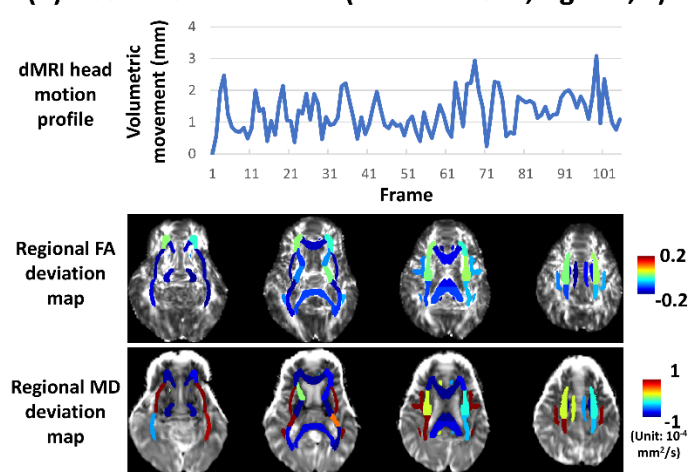 4
dMRI head
motion
profile
Volumetric
movement (mm)
3
2
1
0
1 11 21 31 41 51 61 71 81 91 101
Frame
Regional FA
deviation
map
0.2
-0.2
Regional MD
deviation
map
1
-1
(Unit: 10-4
mm2/s)